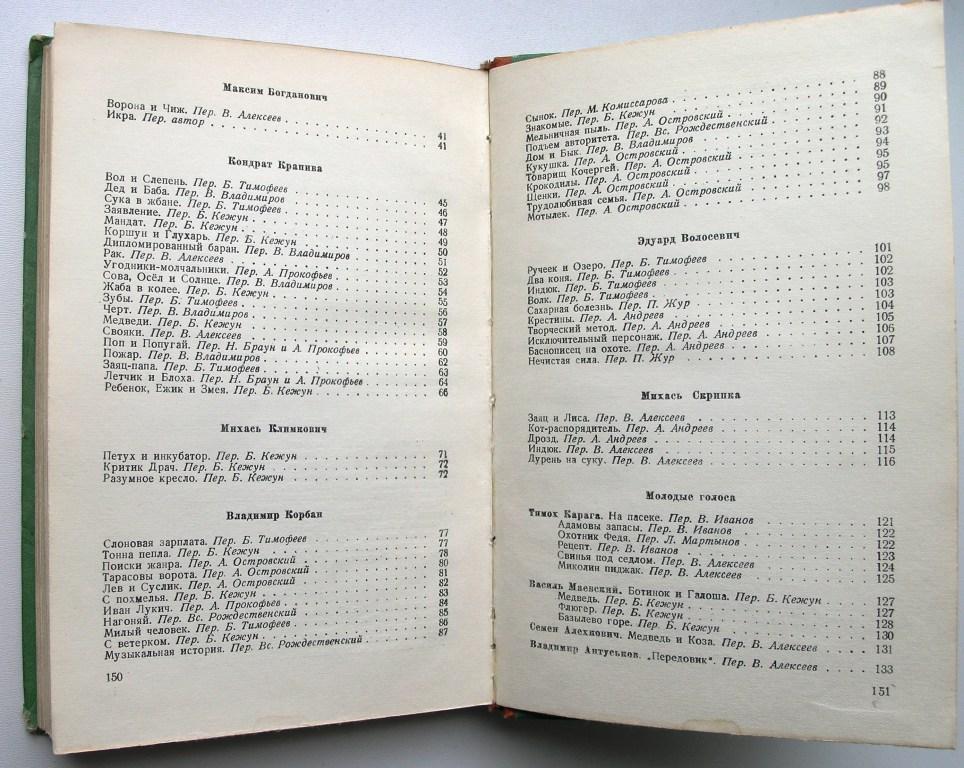 Максим Богданович
Ворона и Чиж. Пер. В. Алексеев 41
Икра. Пер. автор 41
Кондрат Крапива
Вол и Слепень. Пер. Б. Тимофеев 45
Дед и Баба. Пер. В. Владимиров 46
Сука в жбане. Пер. Б. Тимофеев 47
Заявление. Пер. Б. Кежун 48
Мандат. Пер. Б. Кежун 49
Коршун и Глухарь. Пер. Б. Кежун 50
Дипломированный баран. Пер. В. Владимиров 51
Рак. Пер. В. Алексеев 52
Угодники-молчальники. Пер. А. Прокофьев 53
Сова, Осёл и Солнце. Пер. В. Владимиров 54
Жаба в колее. Пер. Б. Кежун 55
Зубы. Пер. Б. Тимофеев 56
Черт. Пер. В. Владимиров 57
Медведи. Пер. Б. Кежун 58
Свояки. Пер. В. Алексеев 59
Поп и Попугай. Пер. Н. Браун и А. Прокофьев 60
Пожар. Пер. В. Владимиров 62
Заяц-папа. Пер. Б. Тимофеев 63
Летчик и Блоха. Пер. Н. Браун и А. Прокофьев 64
Ребенок, Ежик и Змея. Пер. Б. Кежун 66
Михась Климкович
Петух и инкубатор. Пер. Б. Кежун 71
Критик Драч. Пер. Б. Кежун 72
Разумное кресло. Пер. Б. Кежун 72
Владимир Корбан
Слоновая зарплата. Пер. Б. Тимофеев 77
Тонна пепла. Пер. Б. Кежун 77
Поиски жанра. Пер. А. Островский 78
Тарасовы ворота. Пер. А. Островский 80
Лев и Суслик. Пер. А. Островский 81
С похмелья. Пер. Б. Кежун 82
Иван Лукич. Пер. А. Прокофьев 83
Нагоняй. Пер. Вс. Рождественский 84
Милый человек. Пер. Б. Тимофеев 85
С ветерком. Пер. Б. Кежун 86
Музыкальная история. Пер. Вс. Рождественский 87
150
Сынок. Пер. М. Комиссарова 88
Знакомые. Пер. Б. Кежун 89
Мельничная пыль. Пер. А. Островский 90
Подъем авторитета. Пер. Вс. Рождественский 91
Дом и Бык. Пер. В. Владимиров 92
Кукушка. Пер. А. Островский 93
Товарищ Кочергей. Пер. А. Островский 94
Крокодилы. Пер. А. Островский 95
Щенки. Пер. А. Островский 95
Трудолюбивая семья. Пер. А. Островский 97
Мотылек. Пер. А. Островский 98
Эдуард Волосевич
Ручеек и Озеро. Пер. Б. Тимофеев 101
Два коня. Пер. Б. Тимофеев 102
Индюк. Пер. Б. Тимофеев 102
Волк. Пер. Б. Тимофеев 103
Сахарная болезнь. Пер. П. Жур 103
Крестины. Пер. А. Андреев 104
Творческий метод. Пер. А. Андреев 105
Исключительный персонаж. Пер. А. Андреев 106
Баснописец на охоте. Пер. А. Андреев 107
Нечистая сила. Пер. П. Жур 108
Михась Скрипка
Заяц и Лиса. Пер. В. Алексеев 113
Кот-распорядитель. Пер. А. Андреев 114
Дрозд. Пер. А. Андреев 114
Индюк. Пер. В. Алексеев 115
Дурень на суку. Пер. В. Алексеев 116
Молодые голоса
Тимох Карага. На пасеке. Пер. В. Иванов 121
Адамовы запасы. Пер. В. Иванов 122
Охотник Федя. Пер. Л. Мартынов 122
Рецепт. Пер. В. Иванов 123
Свинья под седлом. Пер. В. Алексеев 124
Миколин пиджак. Пер. В. Алексеев 125
Василь Маевский. Ботинок и Галоша. Пер. Б. Кежун 127
Медведь. Пер. Б. Кежун 127
Флюгер. Пер. Б. Кежун 128
Базылево горе. Пер. Б. Кежун 130
Семен Алехнович. Медведь и Коза. Пер. В. Алексеев 131
Владимир Антуськов. „Передовик“. Пер. В. Алексеев 133
151